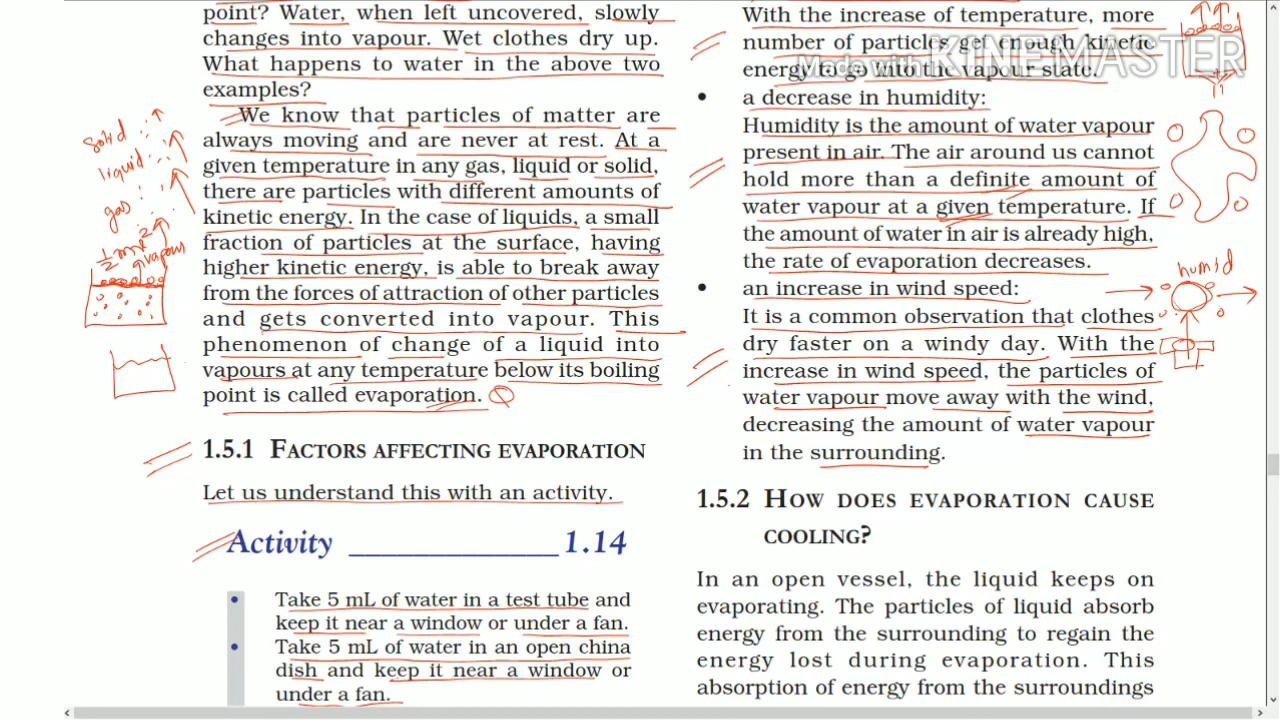 point? Water, when left uncovered, slowly
changes into vapour. Wet clothes dry up.
What happens to water in the above two
examples?
We know that particles of matter are
always moving and are never at rest. At a
given temperature in any gas, liquid or solid,
there are particles with different amounts of
kinetic energy. In the case of liquids, a small
fraction of particles at the surface, having
higher kinetic energy, is able to break away
from the forces of attraction of other particles
and gets converted into vapour. This
phenomenon of change of a liquid into
vapours at any temperature below its boiling
point is called evaporation.
1.5.1 FACTORS AFFECTING EVAPORATION
Let us understand this with an activity.
Activity ______________ 1.14
• Take 5 mL of water in a test tube and
keep it near a window or under a fan.
• Take 5 mL of water in an open china
dish and keep it near a window or
under a fan.
solid
liquid
gas
vapours
With the increase of temperature, more
number of particles get enough kinetic
energy to go into the vapour state.
Made with KINEMASTER
• a decrease in humidity:
Humidity is the amount of water vapour
present in air. The air around us cannot
hold more than a definite amount of
water vapour at a given temperature. If
the amount of water in air is already high,
the rate of evaporation decreases.
• an increase in wind speed:
It is a common observation that clothes
dry faster on a windy day. With the
increase in wind speed, the particles of
water vapour move away with the wind,
decreasing the amount of water vapour
in the surrounding.
humid
1.5.2 HOW DOES EVAPORATION CAUSE
COOLING?
In an open vessel, the liquid keeps on
evaporating. The particles of liquid absorb
energy from the surrounding to regain the
energy lost during evaporation. This
absorption of energy from the surroundings